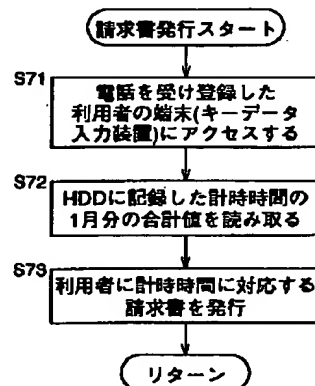 請求書発行スタート
S71
電話を受け登録した
利用者の端末(キーデータ
入力装置)にアクセスする
S72
HDDに記録した計時時間の
1月分の合計値を読み取る
S73
利用者に計時時間に対応する
請求書を発行
リターン